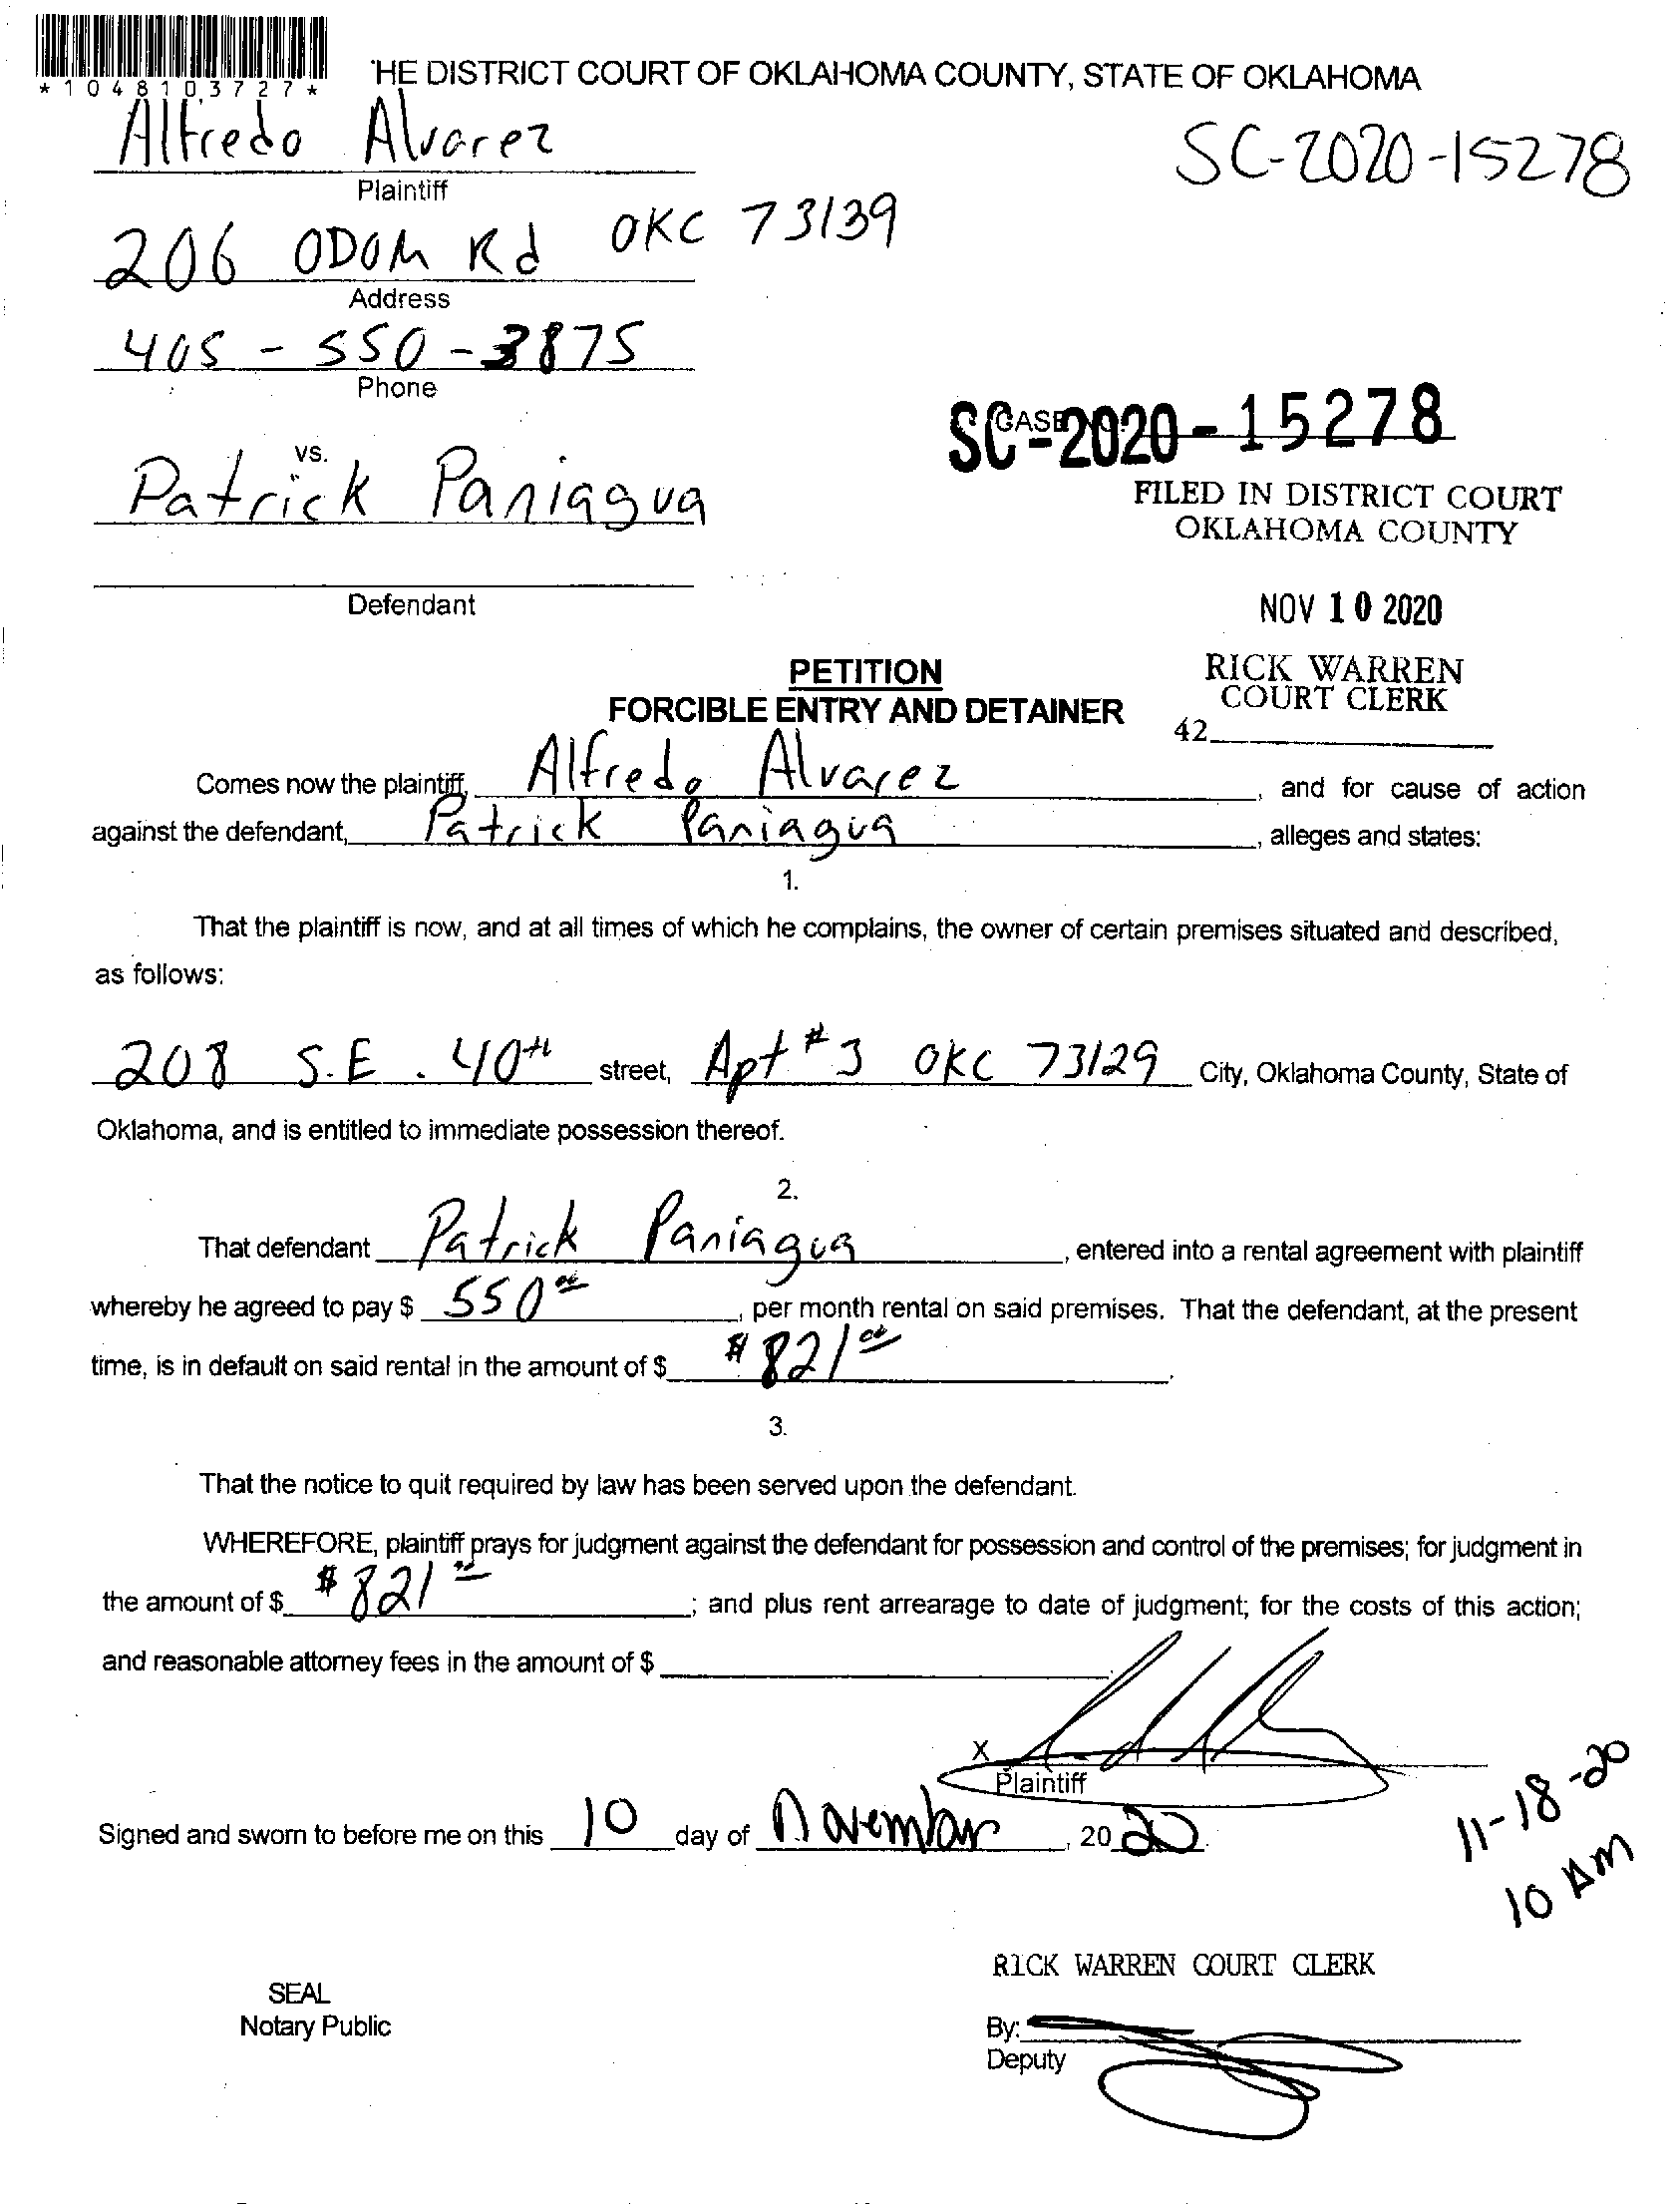 *1048103727*
HE DISTRICT COURT OF OKLAHOMA COUNTY, STATE OF OKLAHOMA
Alfredo Alvarez
SC-2020-15278
Plaintiff
206 ODOM Rd OKC 73139
Address
405-550-3875
Phone
SC-2020-15278
vs.
Patrick Paniagua
FILED IN DISTRICT COURT
OKLAHOMA COUNTY
Defendant
NOV 10 2020
PETITION
FORCIBLE ENTRY AND DETAINER
RICK WARREN
COURT CLERK
42
Comes now the plaintiff, Alfredo Alvarez, and for cause of action
against the defendant, Patrick Paniagua, alleges and states:
1.
That the plaintiff is now, and at all times of which he complains, the owner of certain premises situated and described,
as follows:
208 S.E. 40th street, Apt #3 OKC 73129 City, Oklahoma County, State of
Oklahoma, and is entitled to immediate possession thereof.
2.
That defendant Patrick Paniagua, entered into a rental agreement with plaintiff
whereby he agreed to pay $ 550 00, per month rental on said premises. That the defendant, at the present
time, is in default on said rental in the amount of $ $821 00.
3.
That the notice to quit required by law has been served upon the defendant.
WHEREFORE, plaintiff prays for judgment against the defendant for possession and control of the premises; for judgment in
the amount of $ $821 00; and plus rent arrearage to date of judgment; for the costs of this action;
and reasonable attorney fees in the amount of $
X
Plaintiff
Signed and sworn to before me on this 10 day of November, 2020.
11-18-20
10 AM
RICK WARREN COURT CLERK
SEAL
Notary Public
By:
Deputy